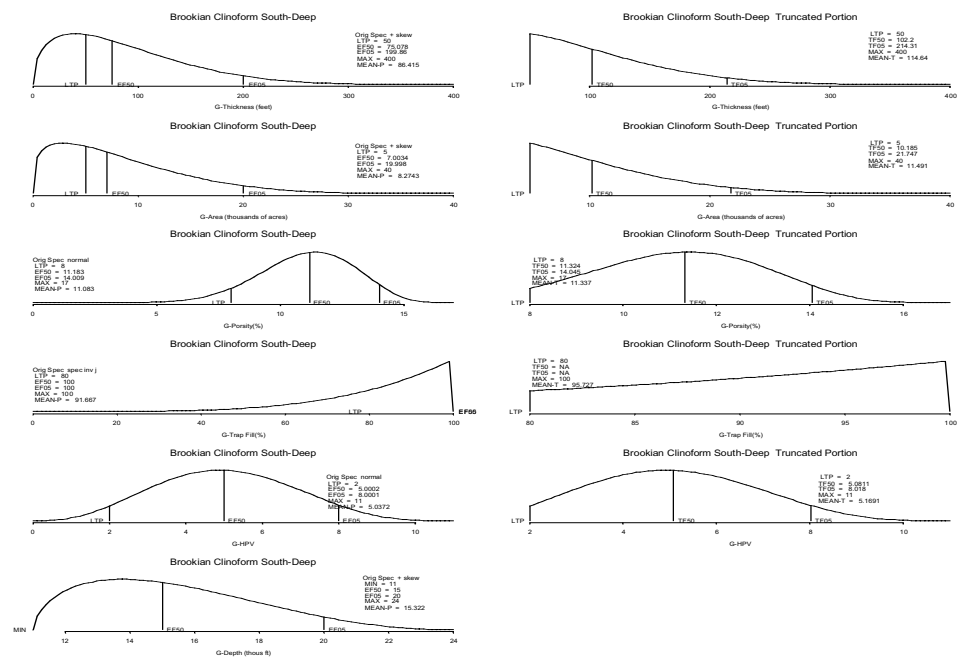 Brookian Clinoform South-Deep
Orig Spec + skew
LTP = 50
EF50 = 75.078
EF05 = 199.86
MAX = 400
MEAN-P = 86.415
LTP EF50 EF05
0 100 200 300 400
G-Thickness (feet)
Brookian Clinoform South-Deep Truncated Portion
LTP = 50
TF50 = 102.2
TF05 = 214.31
MAX = 400
MEAN-T = 114.64
LTP TF50 TF05
100 200 300 400
G-Thickness (feet)
Brookian Clinoform South-Deep
Orig Spec + skew
LTP = 5
EF50 = 7.0034
EF05 = 19.998
MAX = 40
MEAN-P = 8.2743
LTP EF50 EF05
0 10 20 30 40
G-Area (thousands of acres)
Brookian Clinoform South-Deep Truncated Portion
LTP = 5
TF50 = 10.185
TF05 = 21.747
MAX = 40
MEAN-T = 11.491
LTP TF50 TF05
10 20 30 40
G-Area (thousands of acres)
Brookian Clinoform South-Deep
Orig Spec normal
LTP = 8
EF50 = 11.183
EF05 = 14.009
MAX = 17
MEAN-P = 11.083
LTP EF50 EF05
0 5 10 15
G-Porsity(%)
Brookian Clinoform South-Deep Truncated Portion
LTP = 8
TF50 = 11.324
TF05 = 14.045
MAX = 17
MEAN-T = 11.337
LTP TF50 TF05
8 10 12 14 16
G-Porsity(%)
Brookian Clinoform South-Deep
Orig Spec spec inv j
LTP = 80
EF50 = 100
EF05 = 100
MAX = 100
MEAN-P = 91.667
LTP
0 20 40 60 80 100
G-Trap Fill(%)
Brookian Clinoform South-Deep Truncated Portion
LTP = 80
TF50 = NA
TF05 = NA
MAX = 100
MEAN-T = 95.727
LTP
80 85 90 95 100
G-Trap Fill(%)
Brookian Clinoform South-Deep
Orig Spec normal
LTP = 2
EF50 = 5.0002
EF05 = 8.0001
MAX = 11
MEAN-P = 5.0372
LTP EF50 EF05
0 2 4 6 8 10
G-HPV
Brookian Clinoform South-Deep Truncated Portion
LTP = 2
TF50 = 5.0811
TF05 = 8.018
MAX = 11
MEAN-T = 5.1691
LTP TF50 TF05
2 4 6 8 10
G-HPV
Brookian Clinoform South-Deep
Orig Spec + skew
MIN = 11
EF50 = 15
EF05 = 20
MAX = 24
MEAN-P = 15.322
MIN EF50 EF05
12 14 16 18 20 22 24
G-Depth (thous ft)